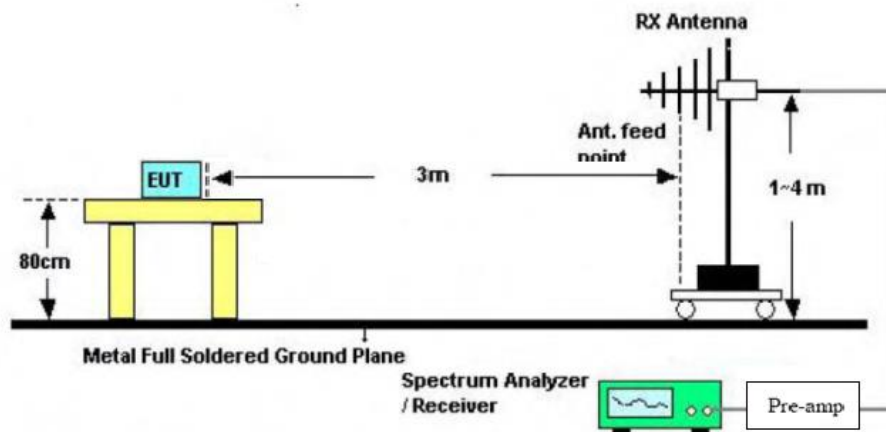 RX Antenna
Ant. feed
point
EUT
3m
1~4 m
80cm
Metal Full Soldered Ground Plane
Spectrum Analyzer
/ Receiver
Pre-amp